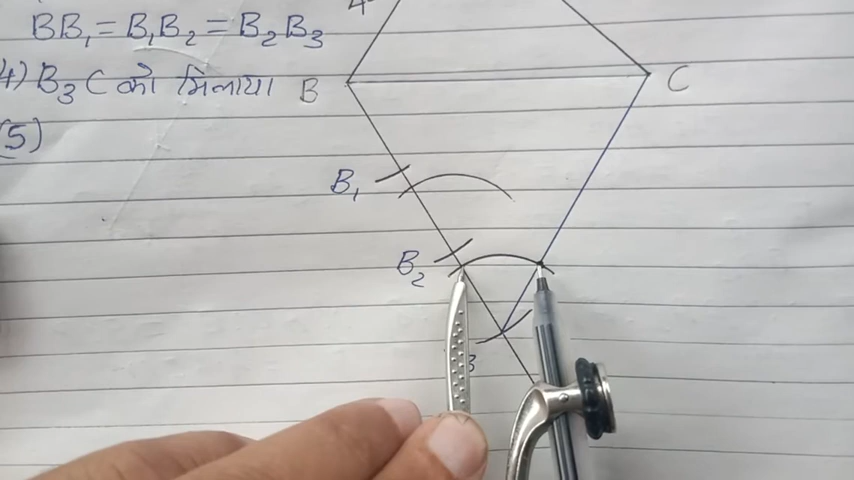 BB₁ = B₁B₂ = B₂B₃
4) B₃C को मिलाया
(5)
B
C
B₁
B₂
3